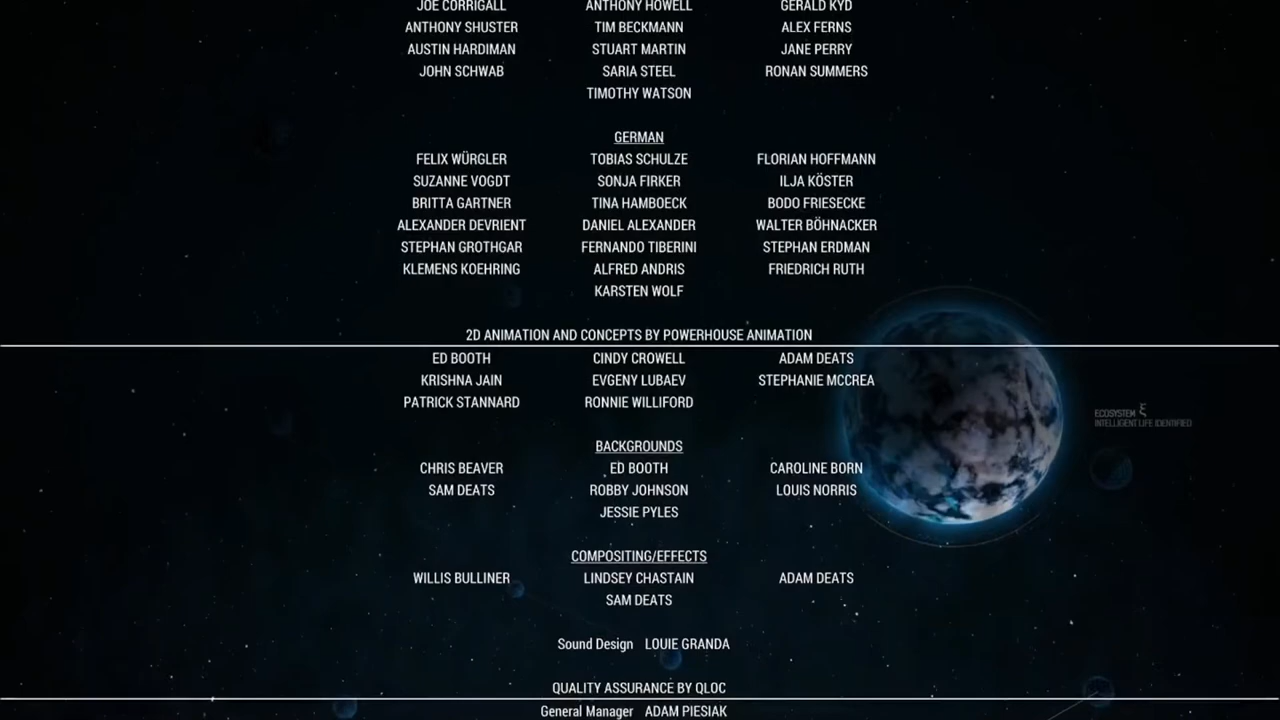 JOE CORRIGALL ANTHONY HOWELL GERALD KYD
ANTHONY SHUSTER TIM BECKMANN ALEX FERNS
AUSTIN HARDIMAN STUART MARTIN JANE PERRY
JOHN SCHWAB SARIA STEEL RONAN SUMMERS
TIMOTHY WATSON
GERMAN
FELIX WÜRGLER TOBIAS SCHULZE FLORIAN HOFFMANN
SUZANNE VOGDT SONJA FIRKER ILJA KÖSTER
BRITTA GARTNER TINA HAMBOECK BODO FRIESECKE
ALEXANDER DEVRIENT DANIEL ALEXANDER WALTER BÖHNACKER
STEPHAN GROTHGAR FERNANDO TIBERINI STEPHAN ERDMAN
KLEMENS KOEHRING ALFRED ANDRIS FRIEDRICH RUTH
KARSTEN WOLF
2D ANIMATION AND CONCEPTS BY POWERHOUSE ANIMATION
ED BOOTH CINDY CROWELL ADAM DEATS
KRISHNA JAIN EVGENY LUBAEV STEPHANIE MCCREA
PATRICK STANNARD RONNIE WILLIFORD
BACKGROUNDS
CHRIS BEAVER ED BOOTH CAROLINE BORN
SAM DEATS ROBBY JOHNSON LOUIS NORRIS
JESSIE PYLES
COMPOSITING/EFFECTS
WILLIS BULLINER LINDSEY CHASTAIN ADAM DEATS
SAM DEATS
Sound Design LOUIE GRANDA
QUALITY ASSURANCE BY QLOC
General Manager ADAM PIESIAK
ECOSYSTEM ξ
INTELLIGENT LIFE IDENTIFIED